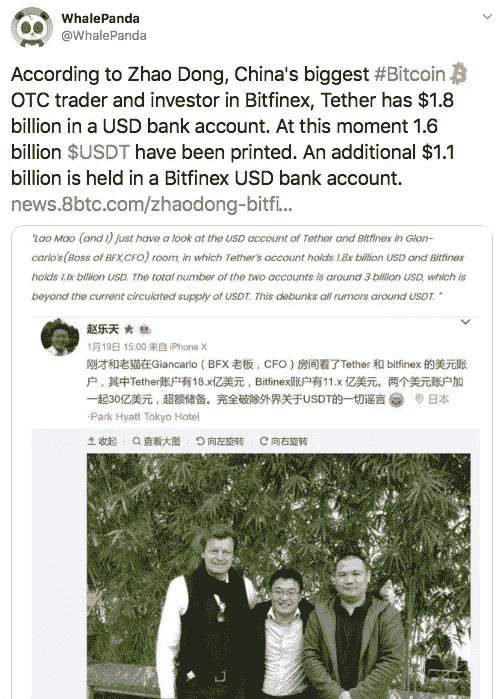 WhalePanda
@WhalePanda
According to Zhao Dong, China's biggest #Bitcoin
OTC trader and investor in Bitfinex, Tether has $1.8
billion in a USD bank account. At this moment 1.6
billion $USDT have been printed. An additional $1.1
billion is held in a Bitfinex USD bank account.
news.8btc.com/zhaodong-bitfi...
"Lao Mao (and I) just have a look at the USD account of Tether and Bitfinex in Gian-
carlo's(Boss of BFX,CFO) room, in which Tether's account holds 1.8x billion USD and Bitfinex
holds 1.1x billion USD. The total number of the two accounts is around 3 billion USD, which is
beyond the current circulated supply of USDT. This debunks all rumors around USDT. "
赵乐天
1月19日 15:00 来自 iPhone X
刚才和老猫在Giancarlo（BFX 老板，CFO）房间看了Tether 和 bitfinex 的美元账
户，其中Tether账户有18.x亿美元，Bitfinex账户有11.x 亿美元。两个美元账户加
一起30亿美元，超额储备。完全破除外界关于USDT的一切谣言 日本
·Park Hyatt Tokyo Hotel
收起 查看大图 向左旋转 向右旋转